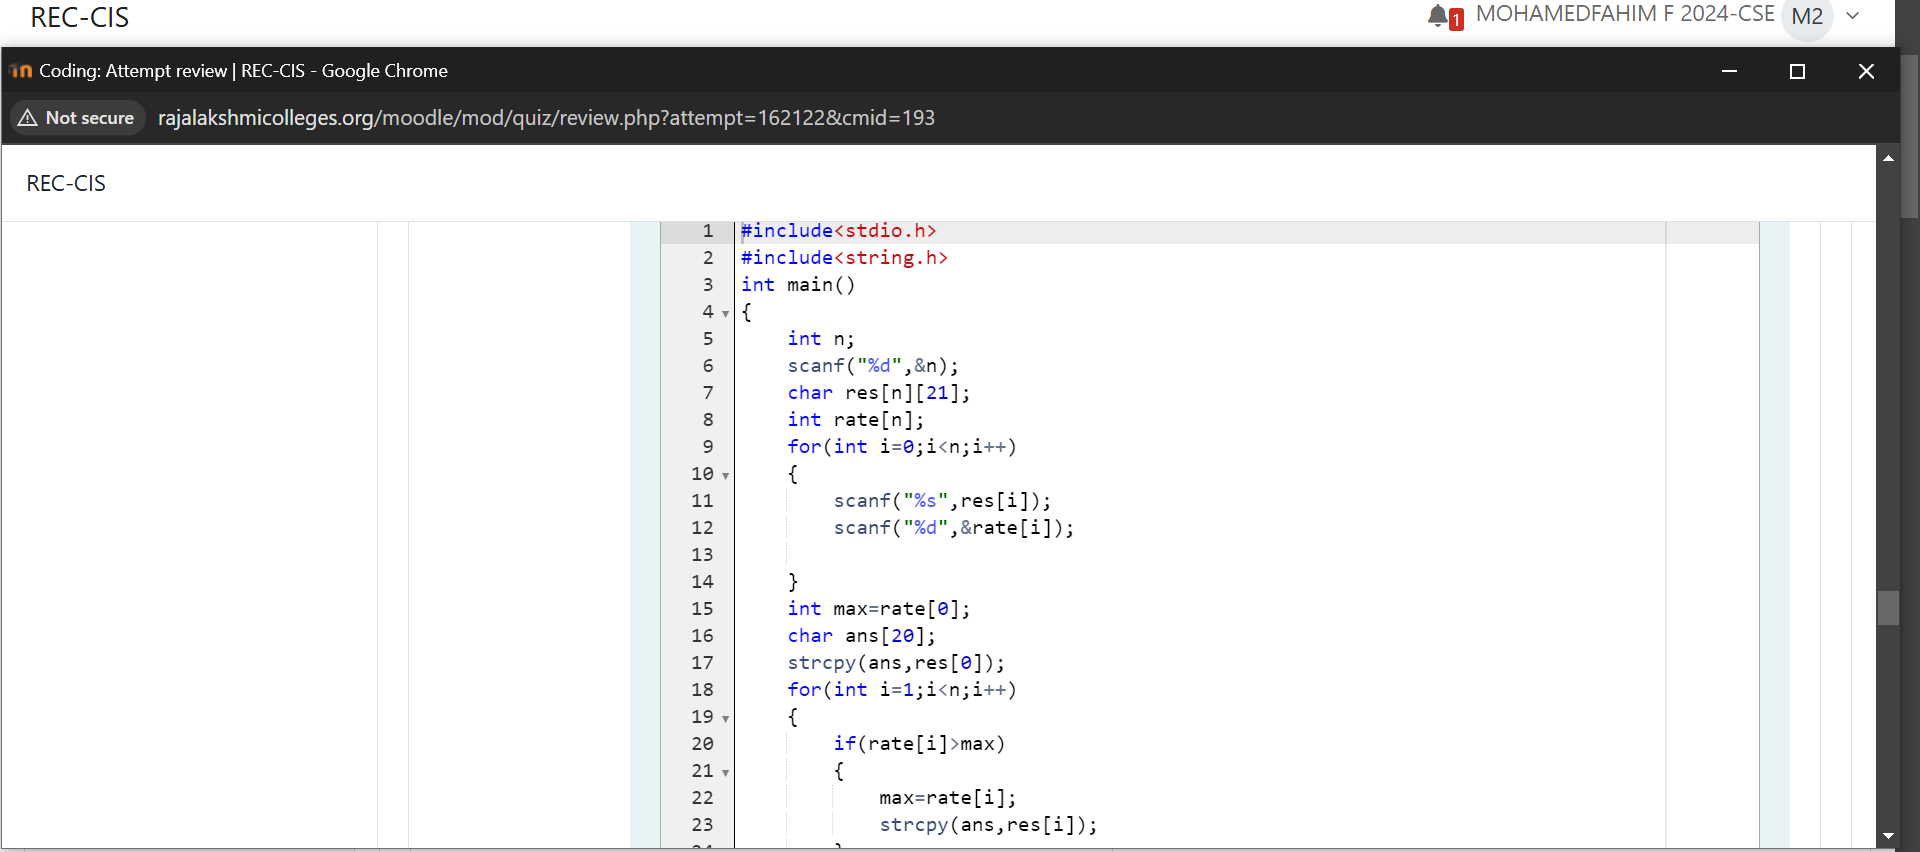 REC-CIS
1 MOHAMEDFAHIM F 2024-CSE M2
Coding: Attempt review | REC-CIS - Google Chrome
Not secure rajalakshmicolleges.org/moodle/mod/quiz/review.php?attempt=162122&cmid=193
REC-CIS
1 #include<stdio.h>
2 #include<string.h>
3 int main()
4 {
5     int n;
6     scanf("%d",&n);
7     char res[n][21];
8     int rate[n];
9     for(int i=0;i<n;i++)
10     {
11         scanf("%s",res[i]);
12         scanf("%d",&rate[i]);
13
14     }
15     int max=rate[0];
16     char ans[20];
17     strcpy(ans,res[0]);
18     for(int i=1;i<n;i++)
19     {
20         if(rate[i]>max)
21         {
22             max=rate[i];
23             strcpy(ans,res[i]);